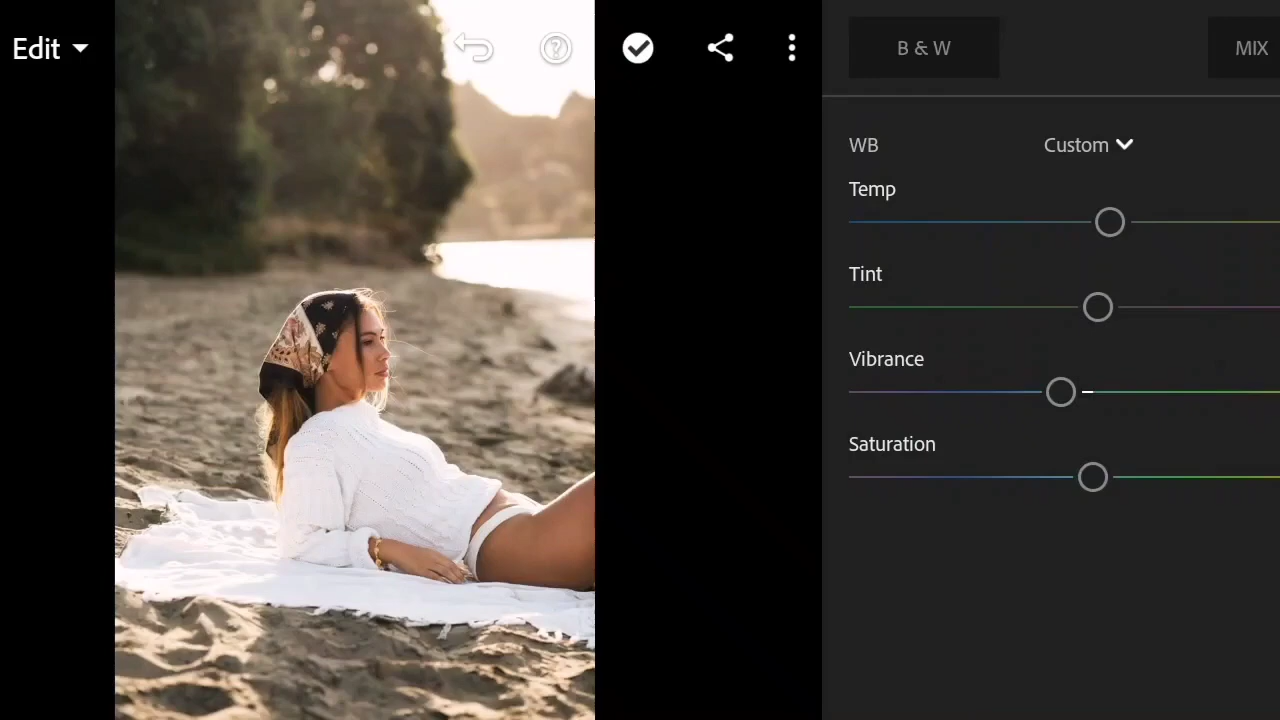 Edit
B & W
MIX
WB
Custom
Temp
Tint
Vibrance
Saturation